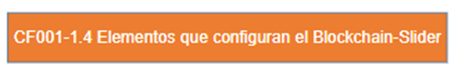 CF001-1.4 Elementos que configuran el Blockchain-Slider